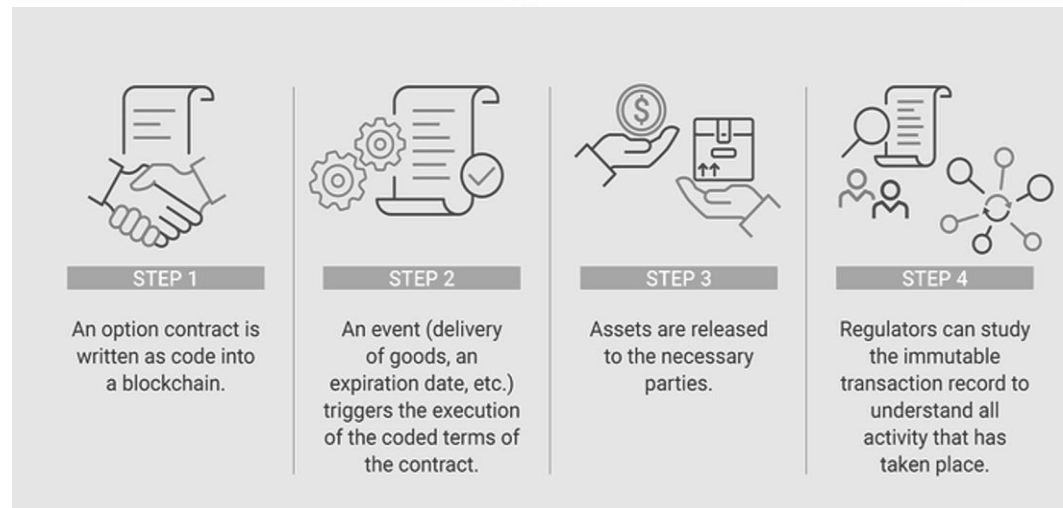 STEP 1
An option contract is
written as code into
a blockchain.
STEP 2
An event (delivery
of goods, an
expiration date, etc.)
triggers the execution
of the coded terms of
the contract.
$
STEP 3
Assets are released
to the necessary
parties.
STEP 4
Regulators can study
the immutable
transaction record to
understand all
activity that has
taken place.